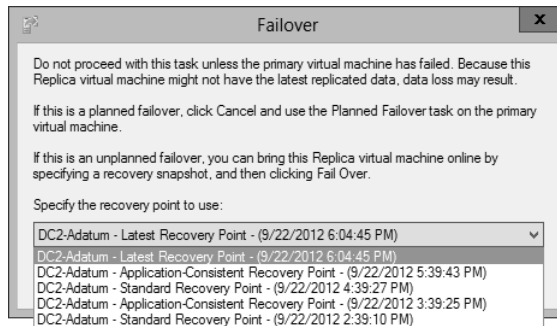 Failover
x
Do not proceed with this task unless the primary virtual machine has failed. Because this
Replica virtual machine might not have the latest replicated data, data loss may result.
If this is a planned failover, click Cancel and use the Planned Failover task on the primary
virtual machine.
If this is an unplanned failover, you can bring this Replica virtual machine online by
specifying a recovery snapshot, and then clicking Fail Over.
Specify the recovery point to use:
DC2-Adatum - Latest Recovery Point - (9/22/2012 6:04:45 PM)
DC2-Adatum - Latest Recovery Point - (9/22/2012 6:04:45 PM)
DC2-Adatum - Application-Consistent Recovery Point - (9/22/2012 5:39:43 PM)
DC2-Adatum - Standard Recovery Point - (9/22/2012 4:39:27 PM)
DC2-Adatum - Application-Consistent Recovery Point - (9/22/2012 3:39:25 PM)
DC2-Adatum - Standard Recovery Point - (9/22/2012 2:39:10 PM)